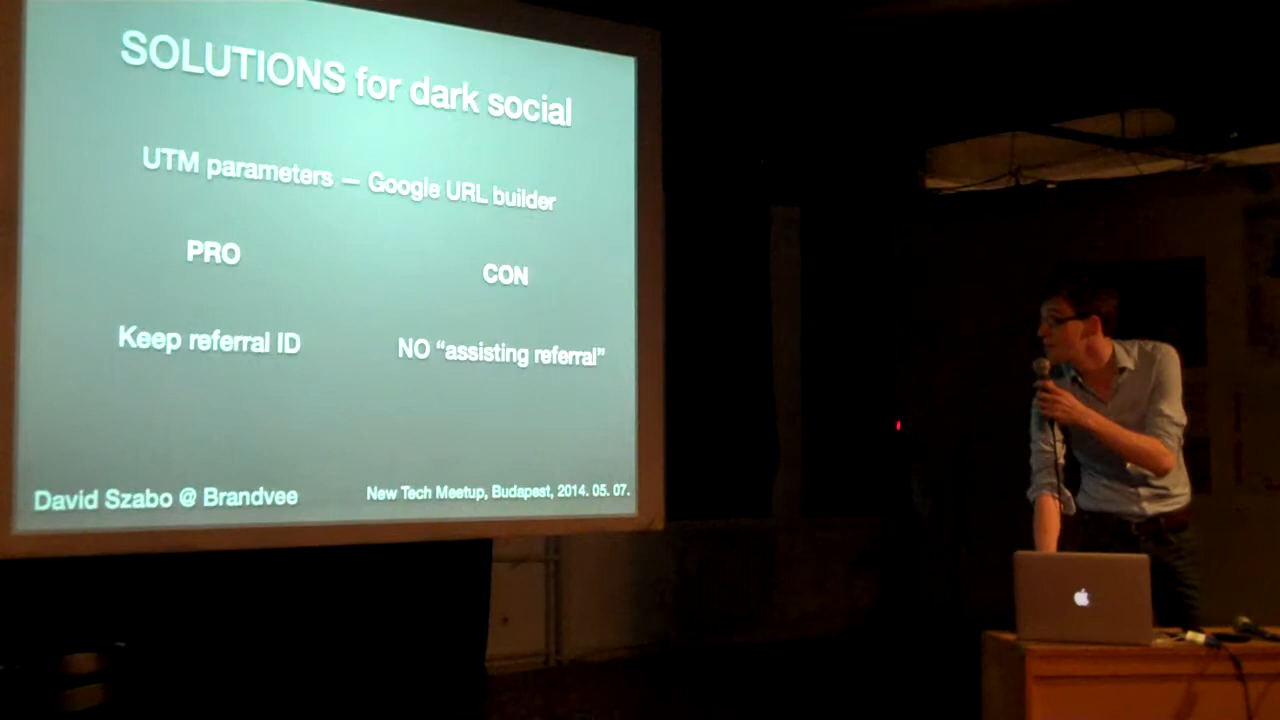 SOLUTIONS for dark social
UTM parameters — Google URL builder
PRO
CON
Keep referral ID
NO “assisting referral”
David Szabo @ Brandvee
New Tech Meetup, Budapest, 2014. 05. 07.